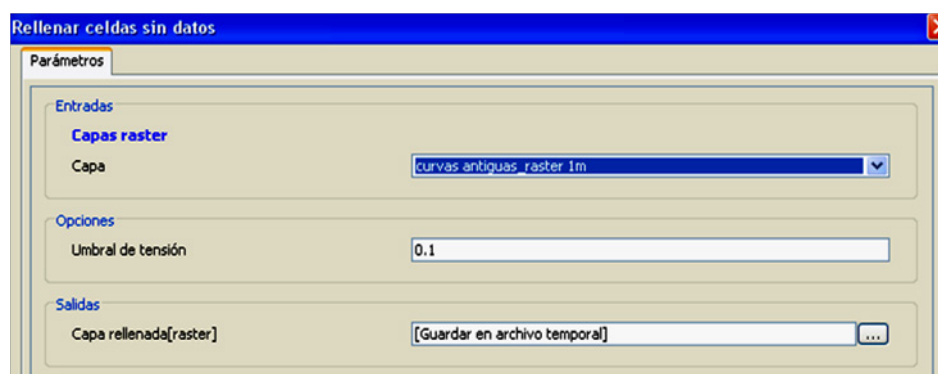 Rellenar celdas sin datos
Parámetros
Entradas
Capas raster
Capa curvas antiguas_raster 1m
Opciones
Umbral de tensión 0.1
Salidas
Capa rellenada[raster] [Guardar en archivo temporal] ...